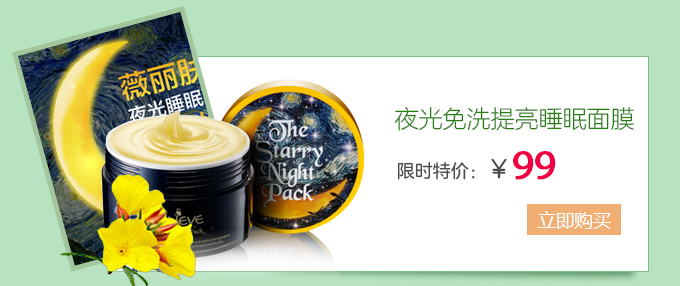 薇丽肤
夜光睡眠
The
Starry
Night
Pack
夜光免洗提亮睡眠面膜
限时特价：￥99
立即购买